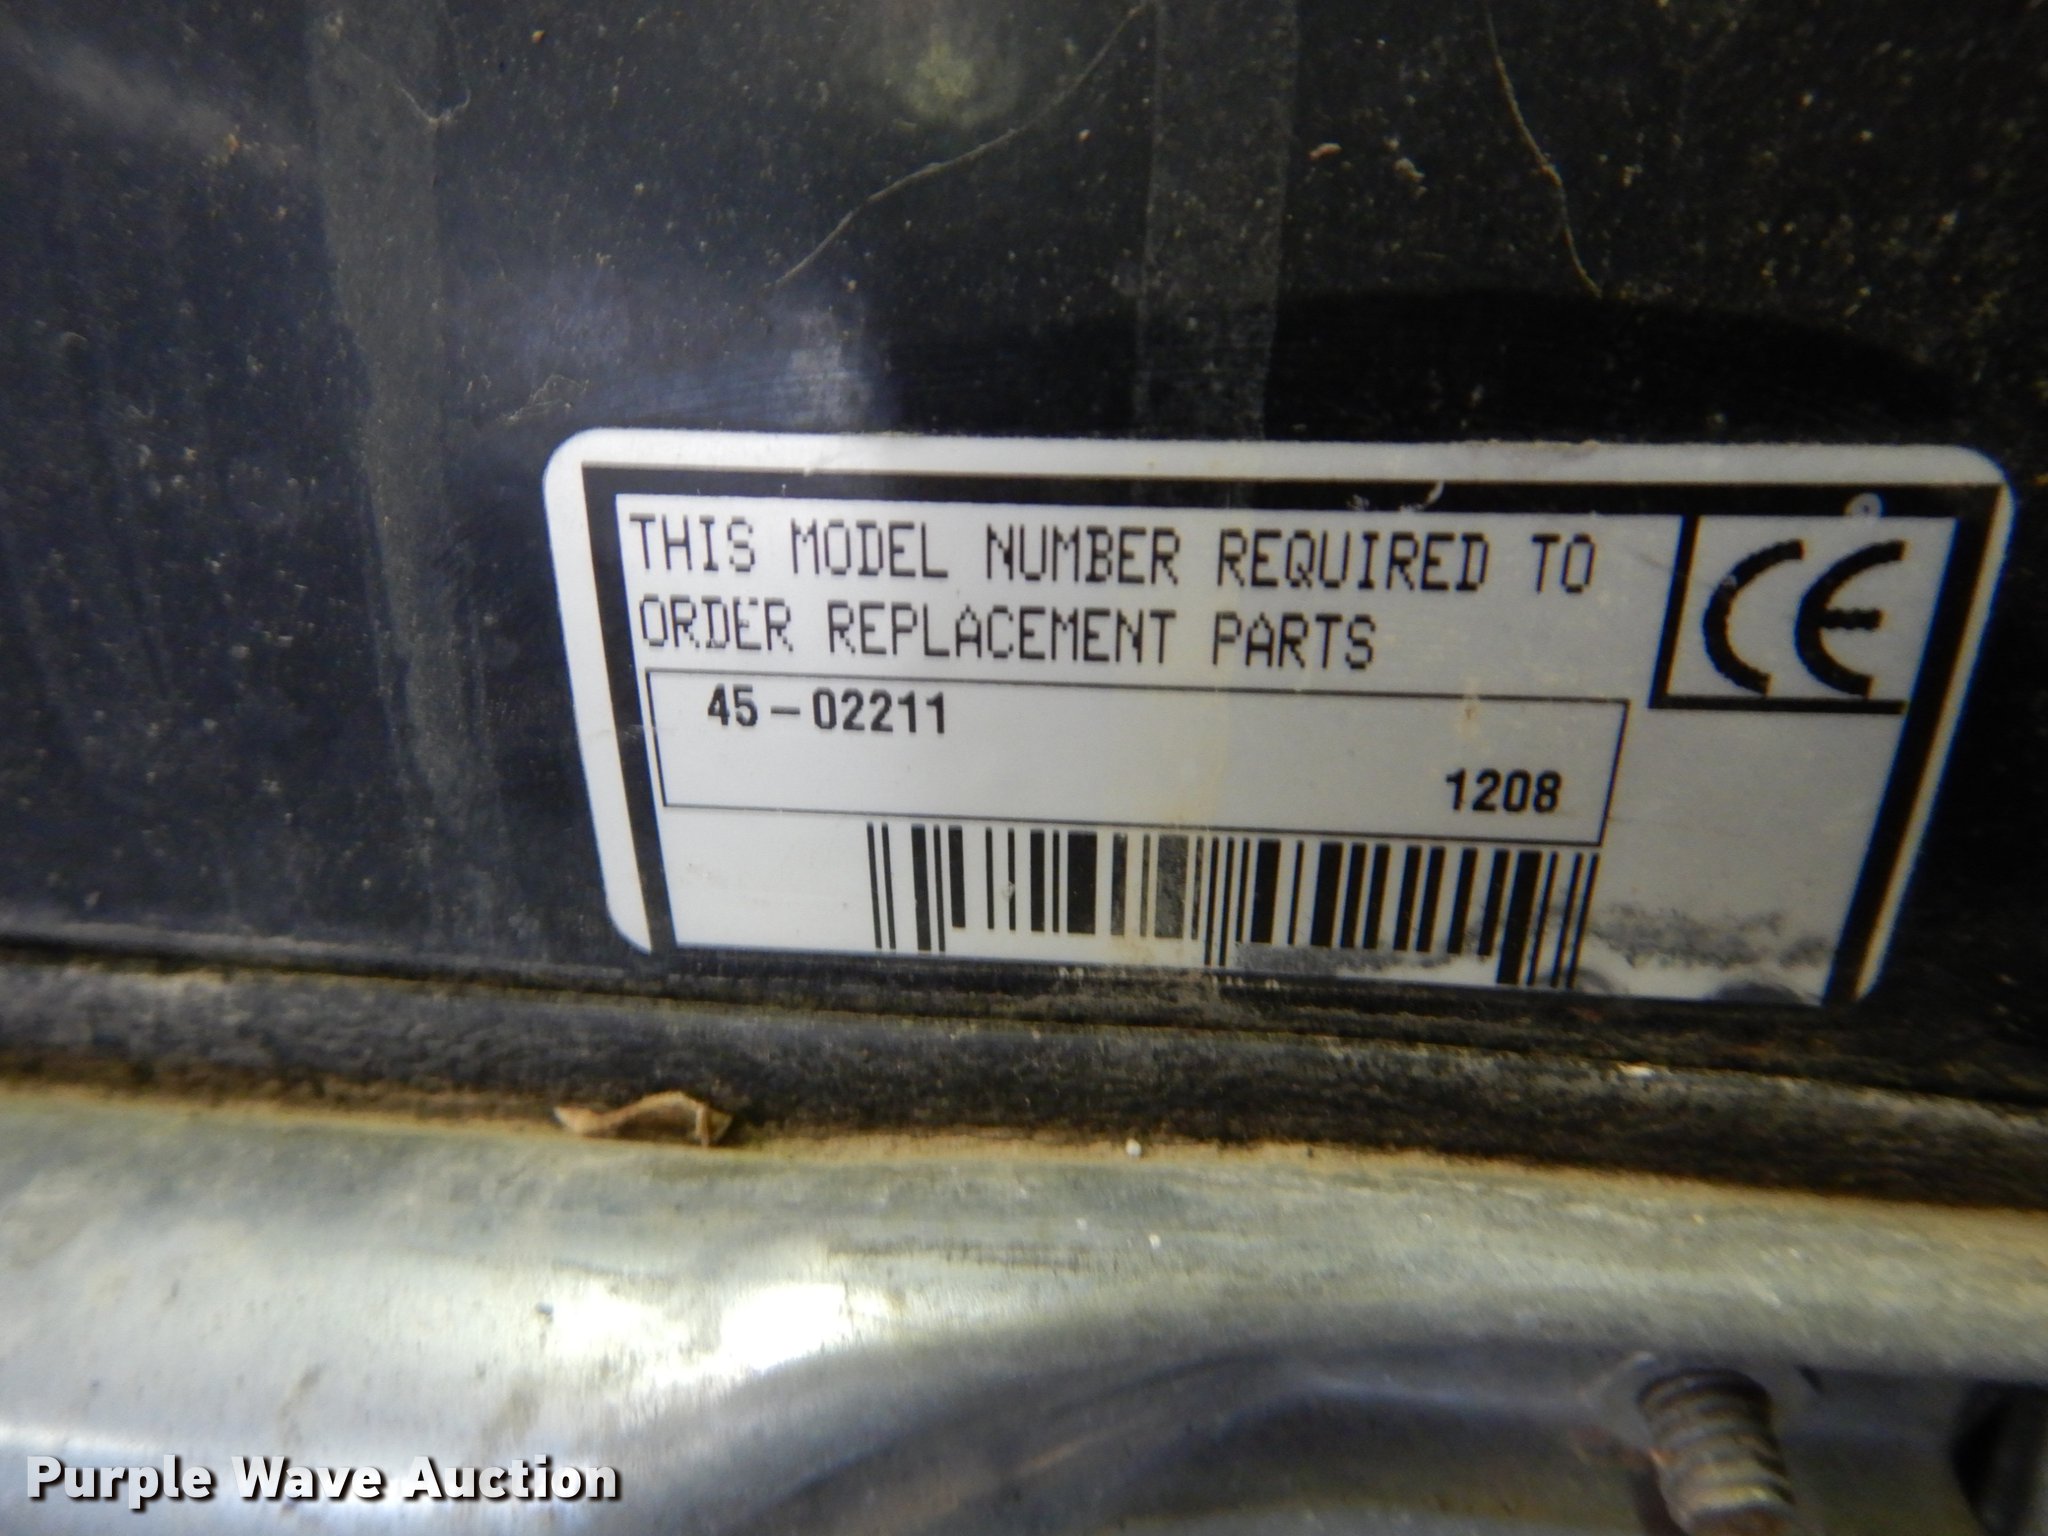 THIS MODEL NUMBER REQUIRED TO
ORDER REPLACEMENT PARTS
CE
45-02211
1208
Purple Wave Auction